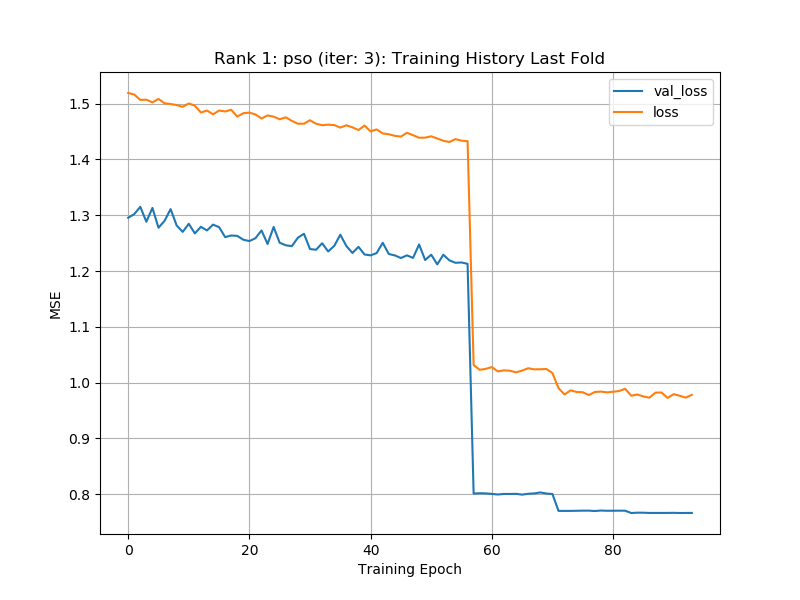 Rank 1: pso (iter: 3): Training History Last Fold
val_loss
loss
MSE
1.5
1.4
1.3
1.2
1.1
1.0
0.9
0.8
0
20
40
60
80
Training Epoch